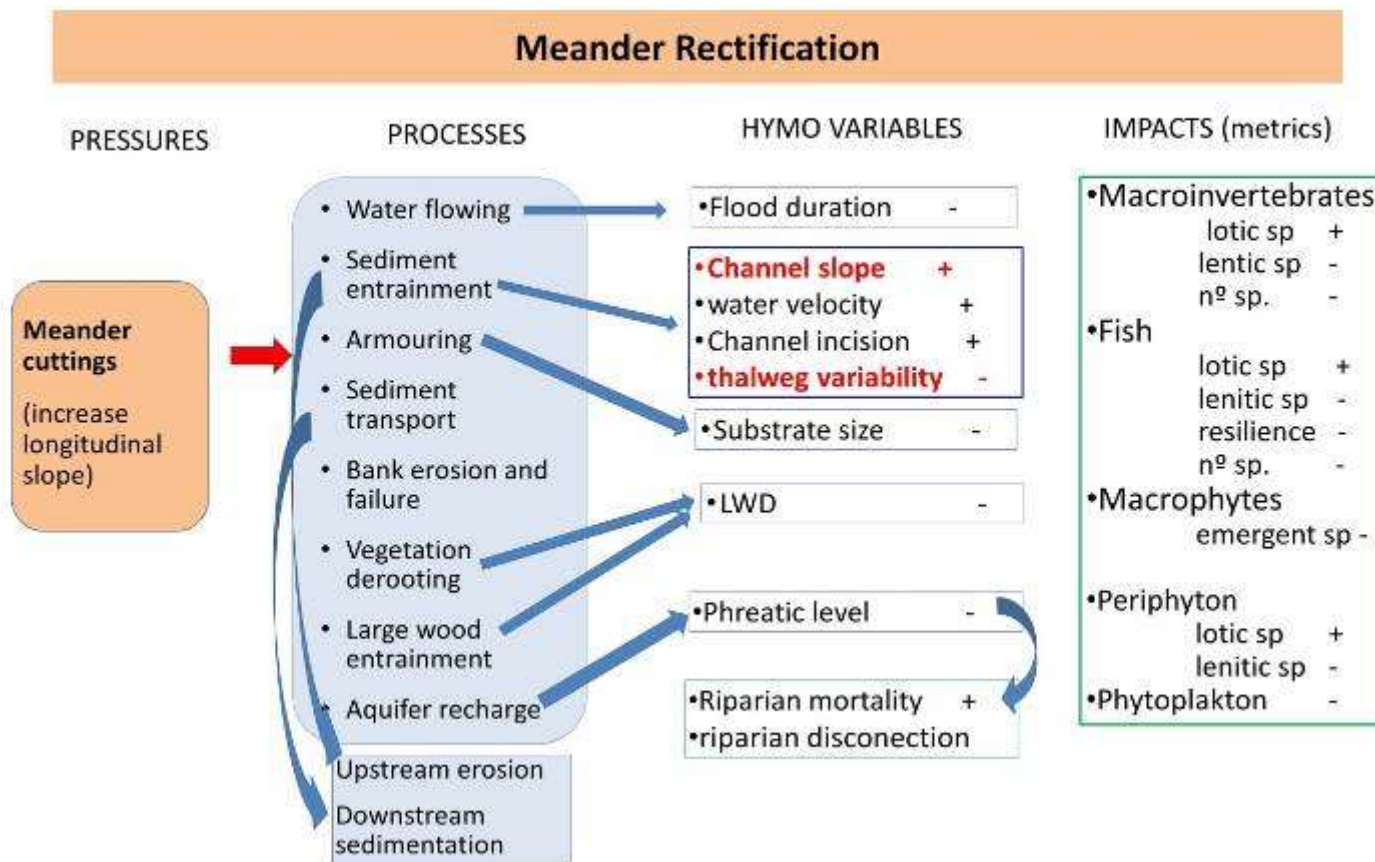 Meander Rectification
PRESSURES
PROCESSES
HYMO VARIABLES
IMPACTS (metrics)
Meander
cuttings
(increase
longitudinal
slope)
• Water flowing
• Sediment
entrainment
• Armouring
• Sediment
transport
• Bank erosion and
failure
• Vegetation
derooting
• Large wood
entrainment
• Aquifer recharge
Upstream erosion
Downstream
sedimentation
•Flood duration -
•Channel slope +
•water velocity +
•Channel incision +
•thalweg variability -
•Substrate size -
•LWD -
•Phreatic level -
•Riparian mortality +
•riparian disconection
•Macroinvertebrates
lotic sp +
lentic sp -
nº sp. -
•Fish
lotic sp +
lenitic sp -
resilience -
nº sp. -
•Macrophytes
emergent sp -
•Periphyton
lotic sp +
lenitic sp -
•Phytoplakton -